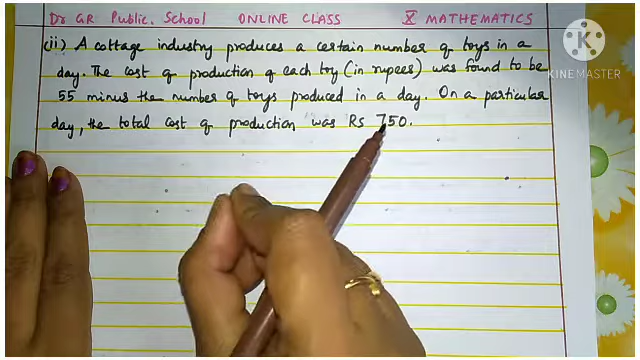 Dr GR Public School ONLINE CLASS X MATHEMATICS
(ii) A cottage industry produces a certain number of toys in a
day. The cost of production of each toy (in rupees) was found to be
55 minus the number of toys produced in a day. On a particular
day, the total cost of production was Rs 750.
KINEMASTER